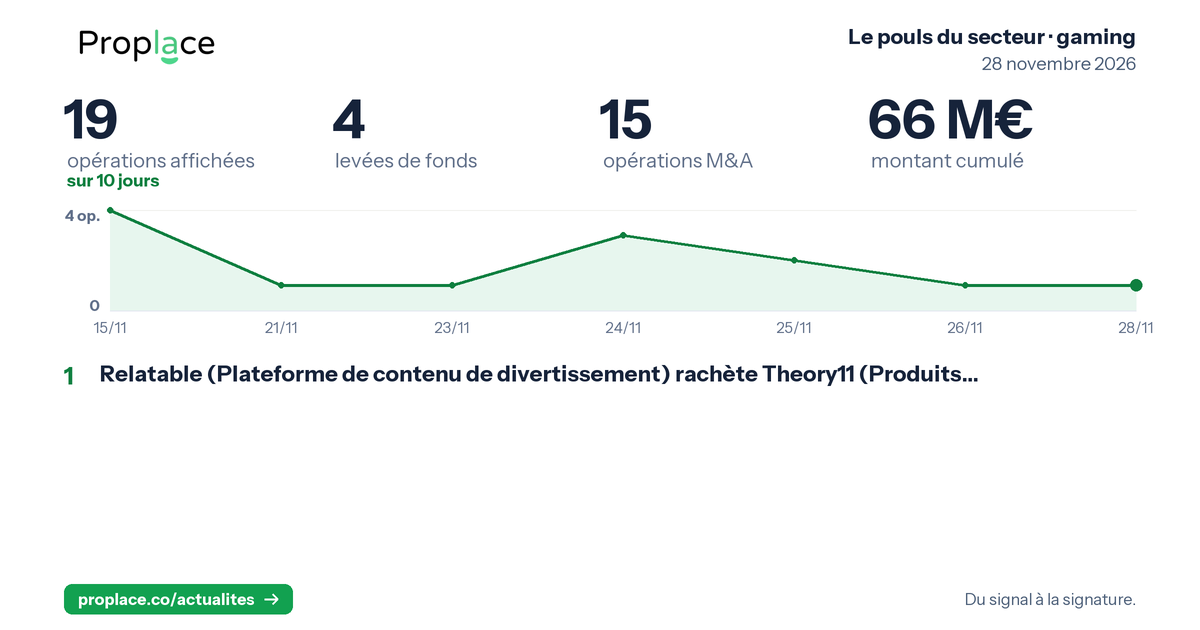 Proplace
Le pouls du secteur · gaming
28 novembre 2026
19
opérations affichées
sur 10 jours
4
levées de fonds
15
opérations M&A
66 M€
montant cumulé
4 op.
0
15/11
21/11
23/11
24/11
25/11
26/11
28/11
1 Relatable (Plateforme de contenu de divertissement) rachète Theory11 (Produits...
proplace.co/actualites →
Du signal à la signature.